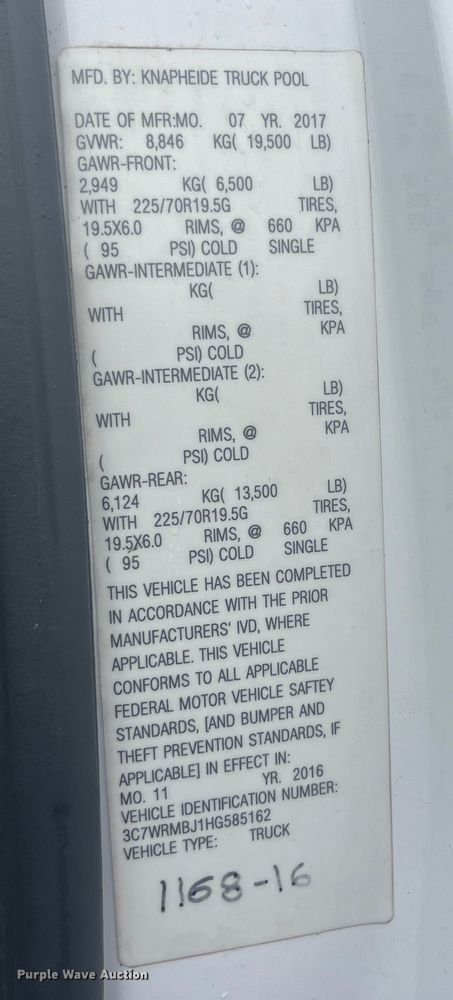 MFD. BY: KNAPHEIDE TRUCK POOL
DATE OF MFR:MO. 07 YR. 2017
GVWR: 8,846 KG( 19,500 LB)
GAWR-FRONT:
2,949 KG( 6,500 LB)
WITH 225/70R19.5G TIRES,
19.5X6.0 RIMS, @ 660 KPA
( 95 PSI) COLD SINGLE
GAWR-INTERMEDIATE (1):
KG( LB)
WITH TIRES,
RIMS, @ KPA
( PSI) COLD
GAWR-INTERMEDIATE (2):
KG( LB)
WITH TIRES,
RIMS, @ KPA
( PSI) COLD
GAWR-REAR:
6,124 KG( 13,500 LB)
WITH 225/70R19.5G TIRES,
19.5X6.0 RIMS, @ 660 KPA
( 95 PSI) COLD SINGLE
THIS VEHICLE HAS BEEN COMPLETED
IN ACCORDANCE WITH THE PRIOR
MANUFACTURERS' IVD, WHERE
APPLICABLE. THIS VEHICLE
CONFORMS TO ALL APPLICABLE
FEDERAL MOTOR VEHICLE SAFTEY
STANDARDS, [AND BUMPER AND
THEFT PREVENTION STANDARDS, IF
APPLICABLE] IN EFFECT IN:
MO. 11 YR. 2016
VEHICLE IDENTIFICATION NUMBER:
3C7WRMBJ1HG585162
VEHICLE TYPE: TRUCK
1168-16
Purple Wave Auction